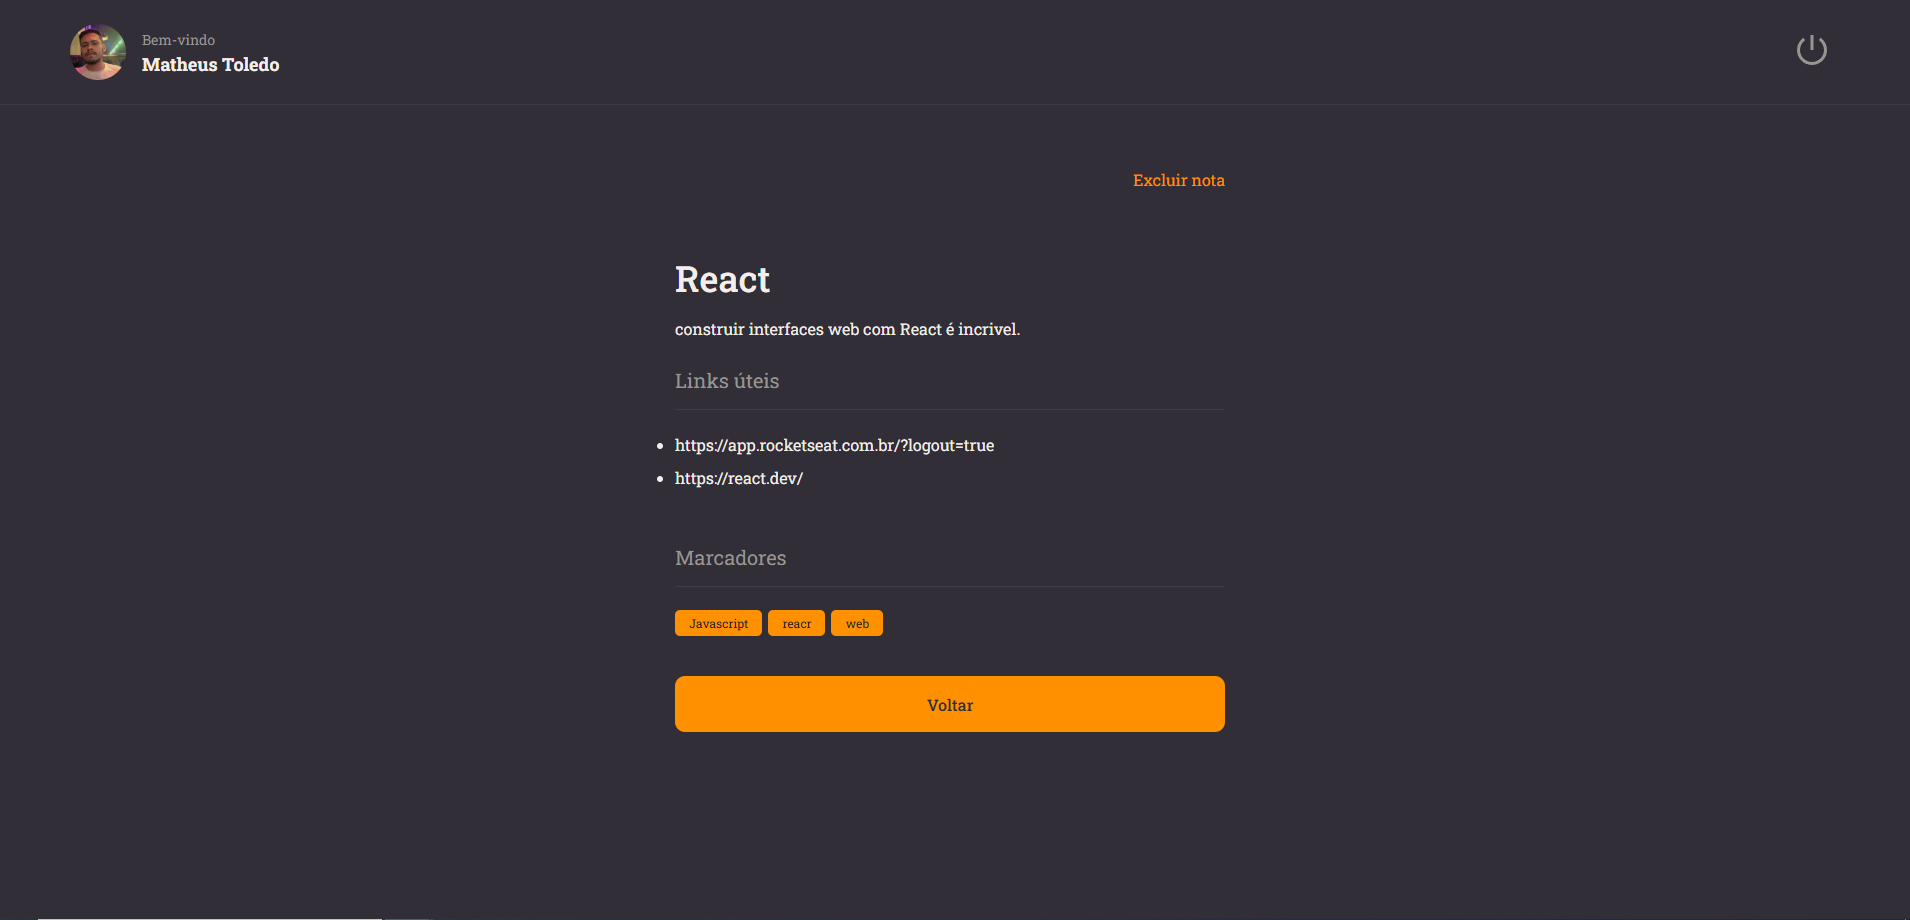 Bem-vindo
Matheus Toledo
Excluir nota
React
construir interfaces web com React é incrivel.
Links úteis
https://app.rocketseat.com.br/?logout=true
https://react.dev/
Marcadores
Javascript reacr web
Voltar